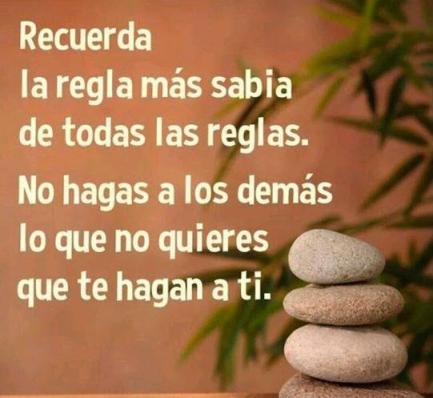 Recuerda
la regla más sabia
de todas las reglas.
No hagas a los demás
lo que no quieres
que te hagan a ti.